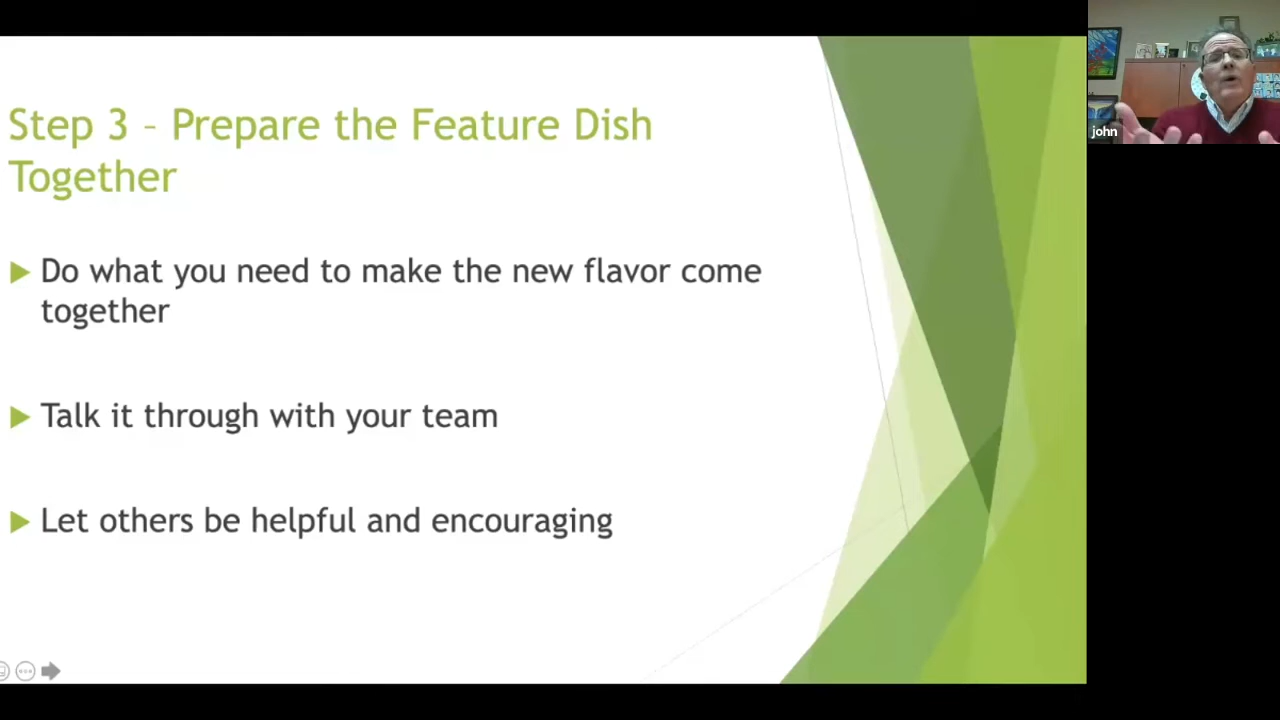 Step 3 – Prepare the Feature Dish
Together
Do what you need to make the new flavor come
together
Talk it through with your team
Let others be helpful and encouraging
john